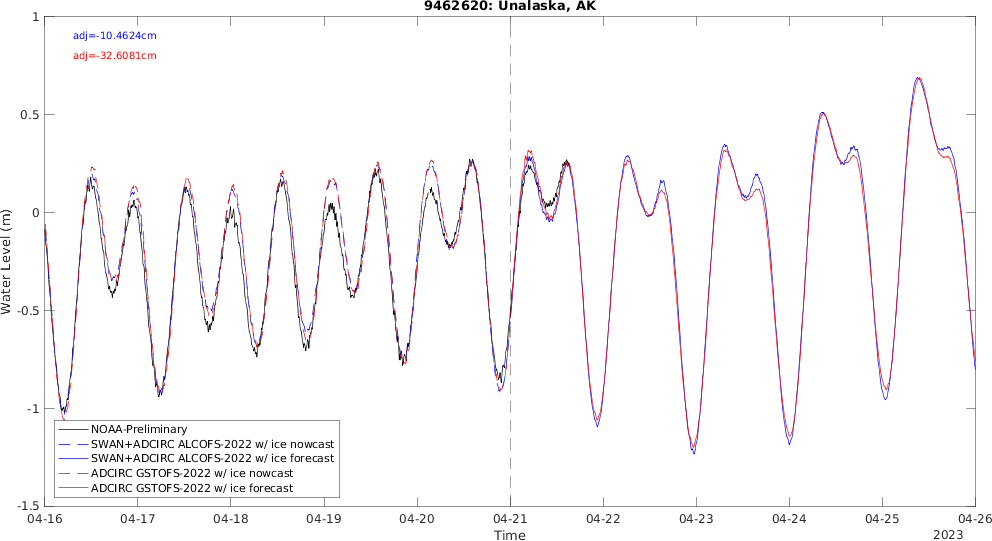 9462620: Unalaska, AK
adj=-10.4624cm
adj=-32.6081cm
Water Level (m)
1
0.5
0
-0.5
-1
-1.5
NOAA-Preliminary
SWAN+ADCIRC ALCOFS-2022 w/ ice nowcast
SWAN+ADCIRC ALCOFS-2022 w/ ice forecast
ADCIRC GSTOFS-2022 w/ ice nowcast
ADCIRC GSTOFS-2022 w/ ice forecast
04-16 04-17 04-18 04-19 04-20 04-21 04-22 04-23 04-24 04-25 04-26
Time
2023